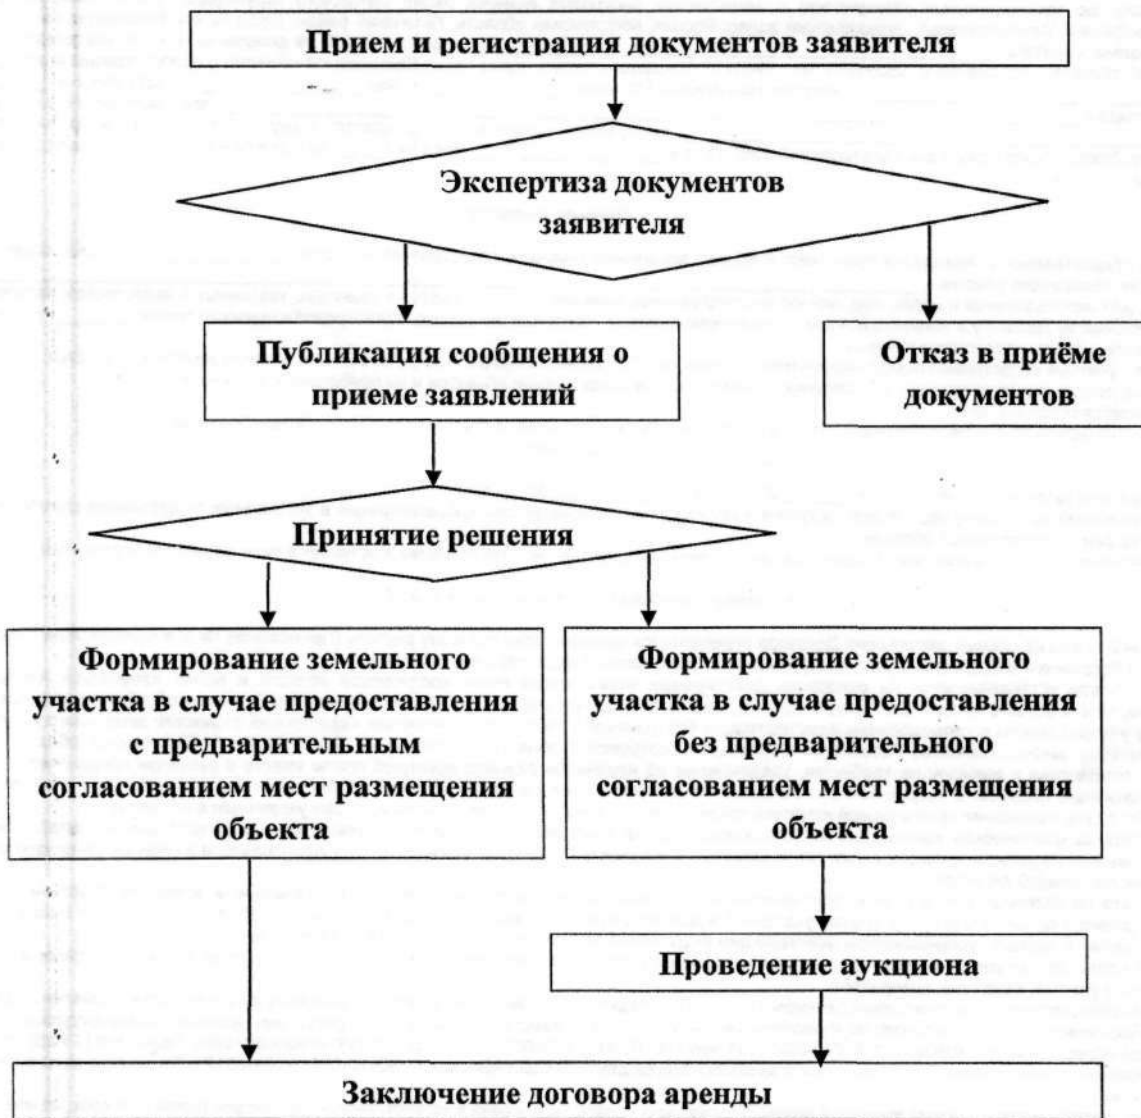 Прием и регистрация документов заявителя
Экспертиза документов
заявителя
Публикация сообщения о
приеме заявлений
Отказ в приёме
документов
Принятие решения
Формирование земельного
участка в случае предоставления
с предварительным
согласованием мест размещения
объекта
Формирование земельного
участка в случае предоставления
без предварительного
согласованием мест размещения
объекта
Проведение аукциона
Заключение договора аренды